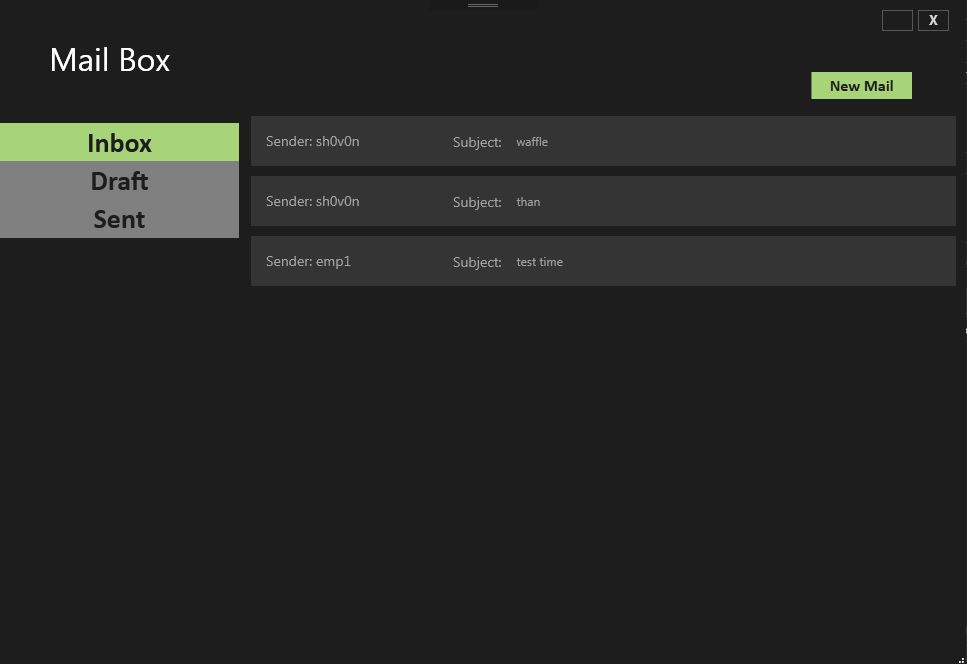 X
Mail Box
New Mail
Inbox
Draft
Sent
Sender: sh0v0n Subject: waffle
Sender: sh0v0n Subject: than
Sender: emp1 Subject: test time